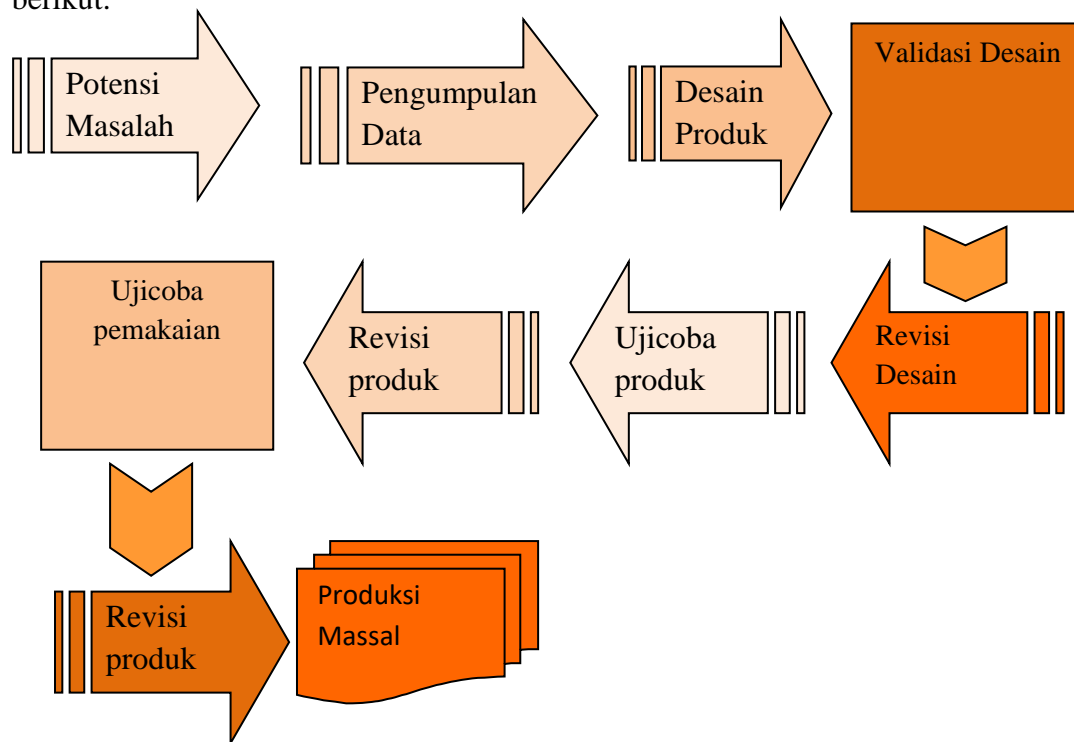 berikut:
Potensi
Masalah
Pengumpulan
Data
Desain
Produk
Validasi Desain
Revisi
Desain
Ujicoba
produk
Revisi
produk
Ujicoba
pemakaian
Revisi
produk
Produksi
Massal